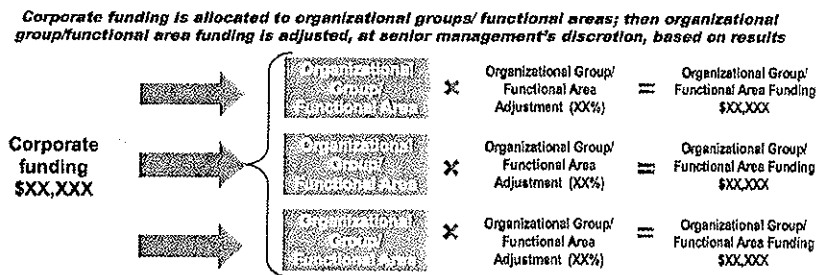 Corporate funding is allocated to organizational groups/ functional areas; then organizational
group/functional area funding is adjusted, at senior management's discretion, based on results
Corporate
funding
$XX,XXX
Organizational
Group/
Functional Area
×
Organizational Group/
Functional Area
Adjustment (XX%)
=
Organizational Group/
Functional Area Funding
$XX,XXX
Organizational
Group/
Functional Area
×
Organizational Group/
Functional Area
Adjustment (XX%)
=
Organizational Group/
Functional Area Funding
$XX,XXX
Organizational
Group/
Functional Area
×
Organizational Group/
Functional Area
Adjustment (XX%)
=
Organizational Group/
Functional Area Funding
$XX,XXX